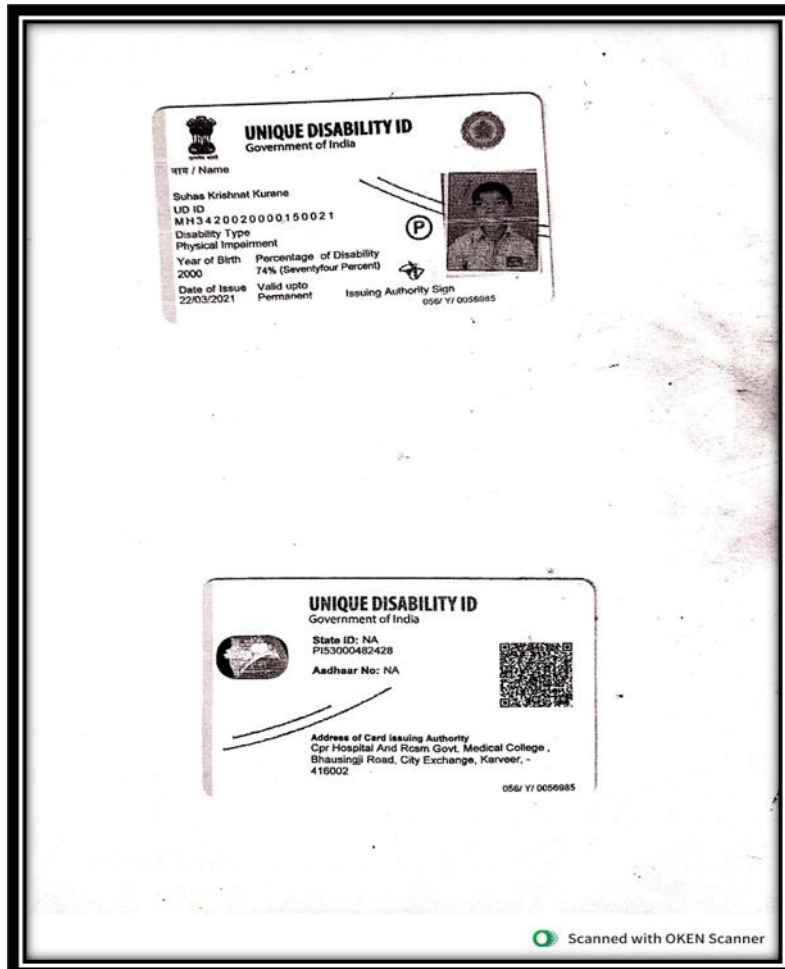 UNIQUE DISABILITY ID
Government of India
नाम / Name
Suhas Krishnat Kurane
UD ID
MH3420020000150021
Disability Type
Physical Impairment
Year of Birth Percentage of Disability
2000 74% (Seventyfour Percent)
Date of Issue Valid upto
22/03/2021 Permanent
P
Issuing Authority Sign
056/ Y/ 0056985
UNIQUE DISABILITY ID
Government of India
State ID: NA
PI53000482428
Aadhaar No: NA
Address of Card issuing Authority
Cpr Hospital And Rcsm Govt. Medical College ,
Bhausingji Road, City Exchange, Karveer, -
416002
056/ Y/ 0056985
Scanned with OKEN Scanner